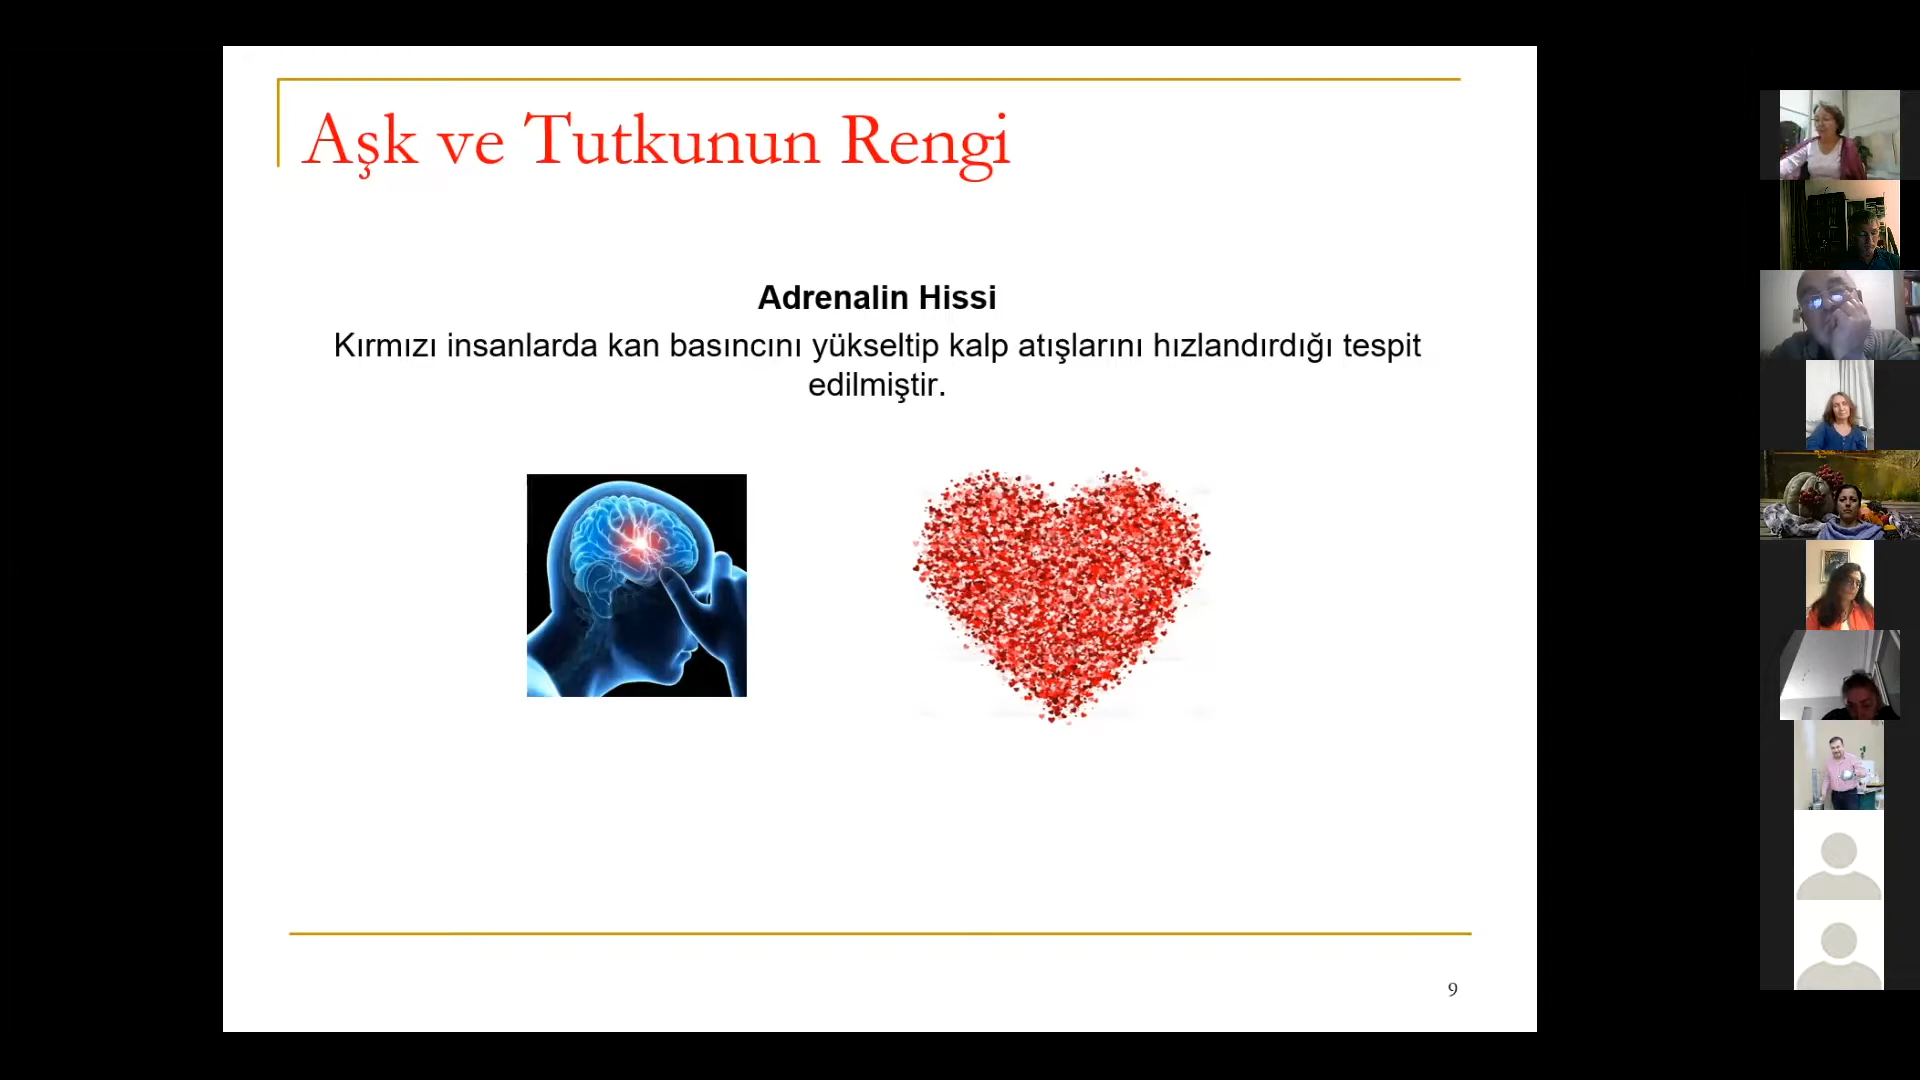 Aşk ve Tutkunun Rengi
Adrenalin Hissi
Kırmızı insanlarda kan basıncını yükseltip kalp atışlarını hızlandırdığı tespit
edilmiştir.
9